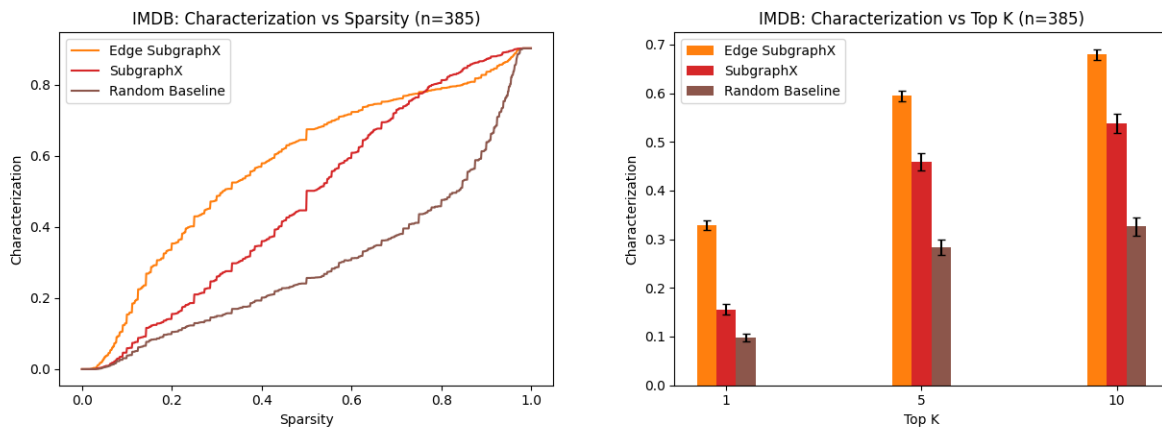 IMDB: Characterization vs Sparsity (n=385)
Edge SubgraphX
SubgraphX
Random Baseline
Characterization
0.8
0.6
0.4
0.2
0.0
0.0 0.2 0.4 0.6 0.8 1.0
Sparsity
IMDB: Characterization vs Top K (n=385)
Edge SubgraphX
SubgraphX
Random Baseline
Characterization
0.7
0.6
0.5
0.4
0.3
0.2
0.1
0.0
1 5 10
Top K